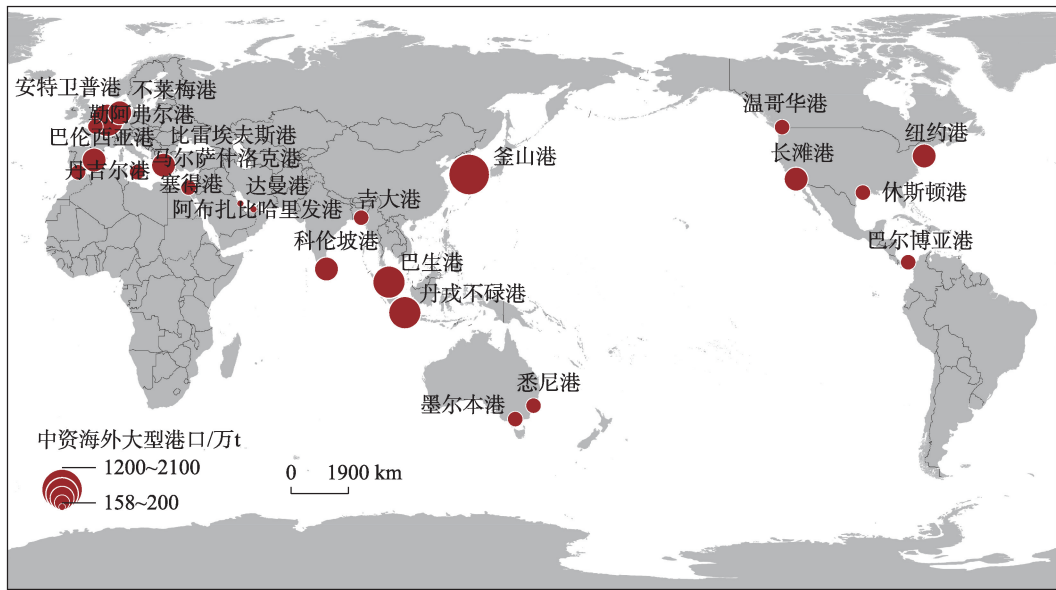 安特卫普港
不莱梅港
勒阿弗尔港
巴伦西亚港
比雷埃夫斯港
丹吉尔港
马尔萨什洛克港
塞得港
达曼港
阿布扎比哈里发港
吉大港
釜山港
科伦坡港
巴生港
丹戎不碌港
悉尼港
墨尔本港
温哥华港
纽约港
长滩港
休斯顿港
巴尔博亚港
中资海外大型港口/万t
1200~2100
158~200
0 1900 km